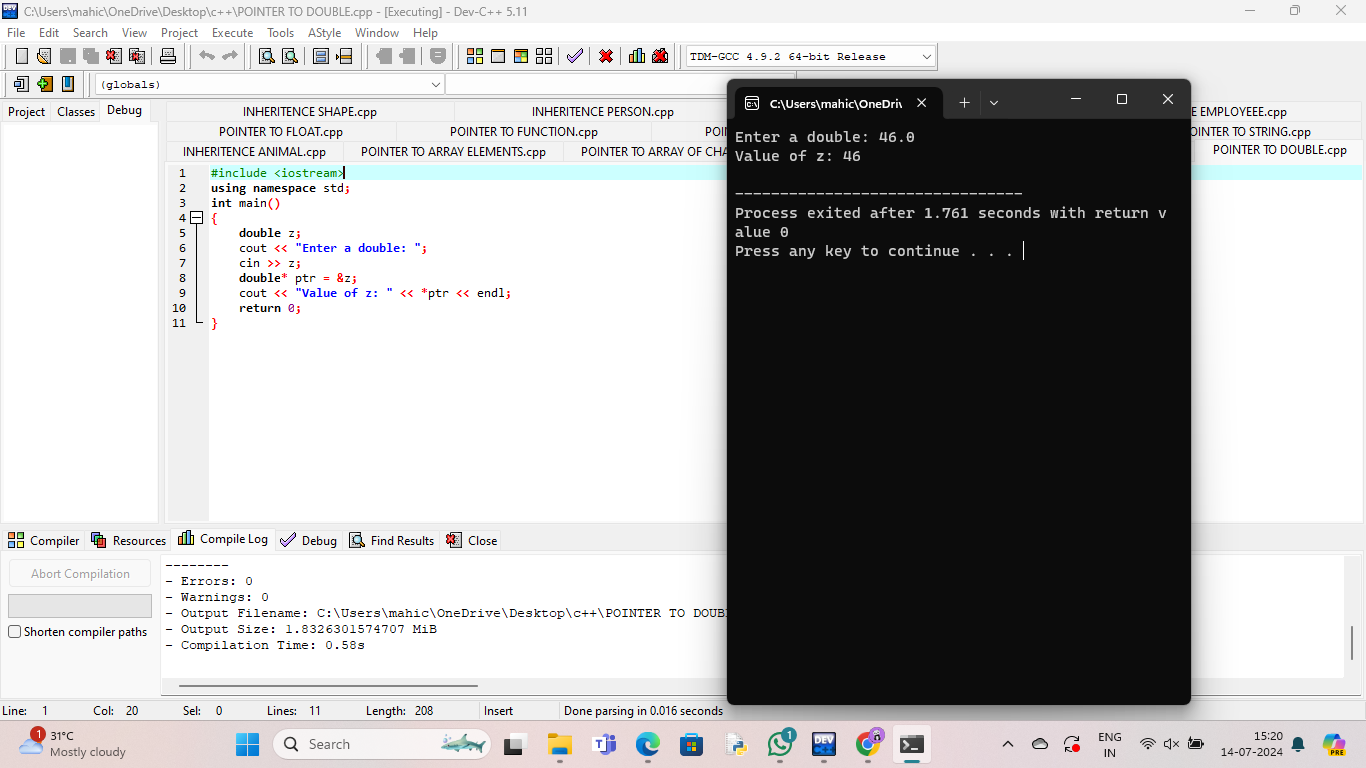 C:\Users\mahic\OneDrive\Desktop\c++\POINTER TO DOUBLE.cpp - [Executing] - Dev-C++ 5.11
File Edit Search View Project Execute Tools AStyle Window Help
TDM-GCC 4.9.2 64-bit Release
(globals)
Project Classes Debug
INHERITENCE SHAPE.cpp INHERITENCE PERSON.cpp E EMPLOYEEE.cpp
POINTER TO FLOAT.cpp POINTER TO FUNCTION.cpp POIN OINTER TO STRING.cpp
INHERITENCE ANIMAL.cpp POINTER TO ARRAY ELEMENTS.cpp POINTER TO ARRAY OF CHA POINTER TO DOUBLE.cpp
1 #include <iostream>
2 using namespace std;
3 int main()
4 {
5 double z;
6 cout << "Enter a double: ";
7 cin >> z;
8 double* ptr = &z;
9 cout << "Value of z: " << *ptr << endl;
10 return 0;
11 }
C:\Users\mahic\OneDri
Enter a double: 46.0
Value of z: 46
--------------------------------
Process exited after 1.761 seconds with return v
alue 0
Press any key to continue . . .
Compiler Resources Compile Log Debug Find Results Close
Abort Compilation
Shorten compiler paths
--------
- Errors: 0
- Warnings: 0
- Output Filename: C:\Users\mahic\OneDrive\Desktop\c++\POINTER TO DOUB
- Output Size: 1.8326301574707 MiB
- Compilation Time: 0.58s
Line: 1 Col: 20 Sel: 0 Lines: 11 Length: 208 Insert Done parsing in 0.016 seconds
1
31°C
Mostly cloudy
Search
1
ENG
IN
15:20
14-07-2024
PRE